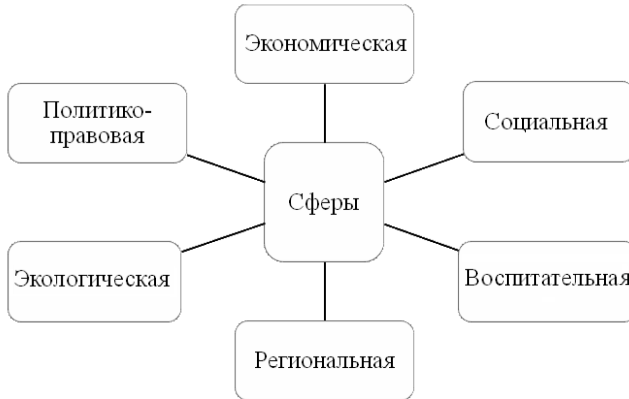 Экономическая
Политико-
правовая
Социальная
Сферы
Экологическая
Воспитательная
Региональная